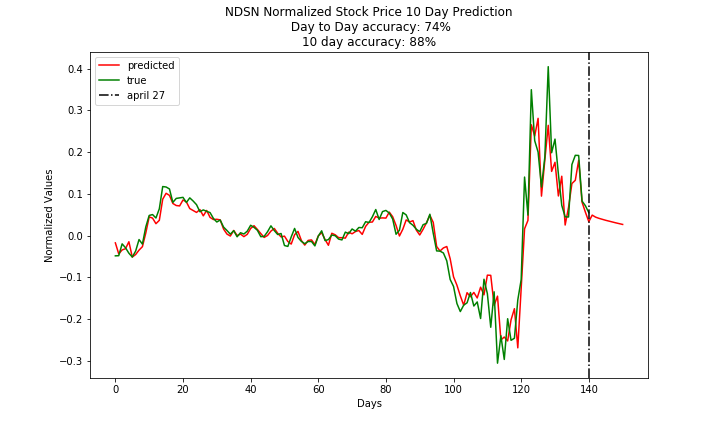 NDSN Normalized Stock Price 10 Day Prediction
Day to Day accuracy: 74%
10 day accuracy: 88%
predicted
true
april 27
Normalized Values
0.4
0.3
0.2
0.1
0.0
−0.1
−0.2
−0.3
0 20 40 60 80 100 120 140
Days